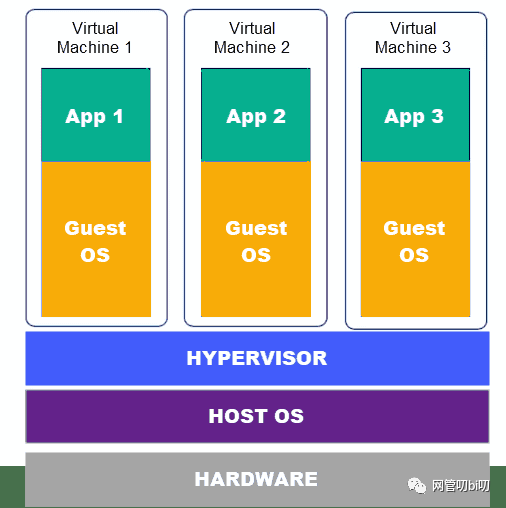 Virtual
Machine 1
Virtual
Machine 2
Virtual
Machine 3
App 1
App 2
App 3
Guest
OS
Guest
OS
Guest
OS
HYPERVISOR
HOST OS
HARDWARE
网管叨bi叨